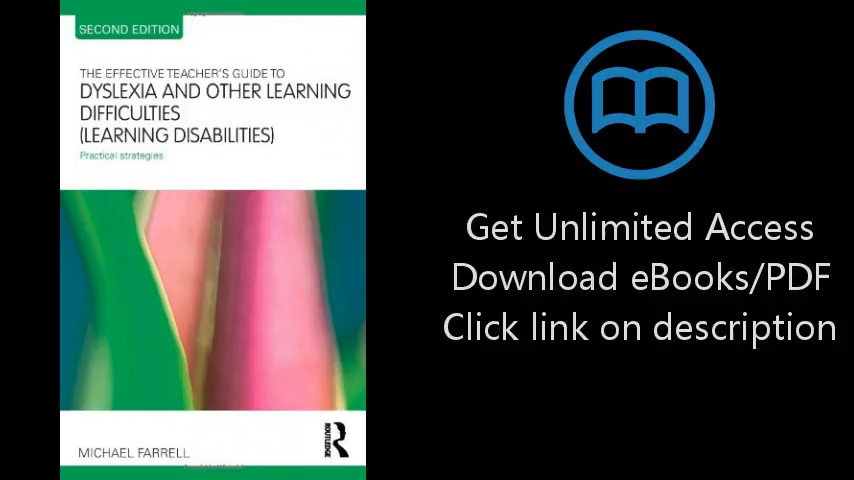 SECOND EDITION
THE EFFECTIVE TEACHER'S GUIDE TO
DYSLEXIA AND OTHER LEARNING
DIFFICULTIES
(LEARNING DISABILITIES)
Practical strategies
MICHAEL FARRELL
ROUTLEDGE
Get Unlimited Access
Download eBooks/PDF
Click link on description